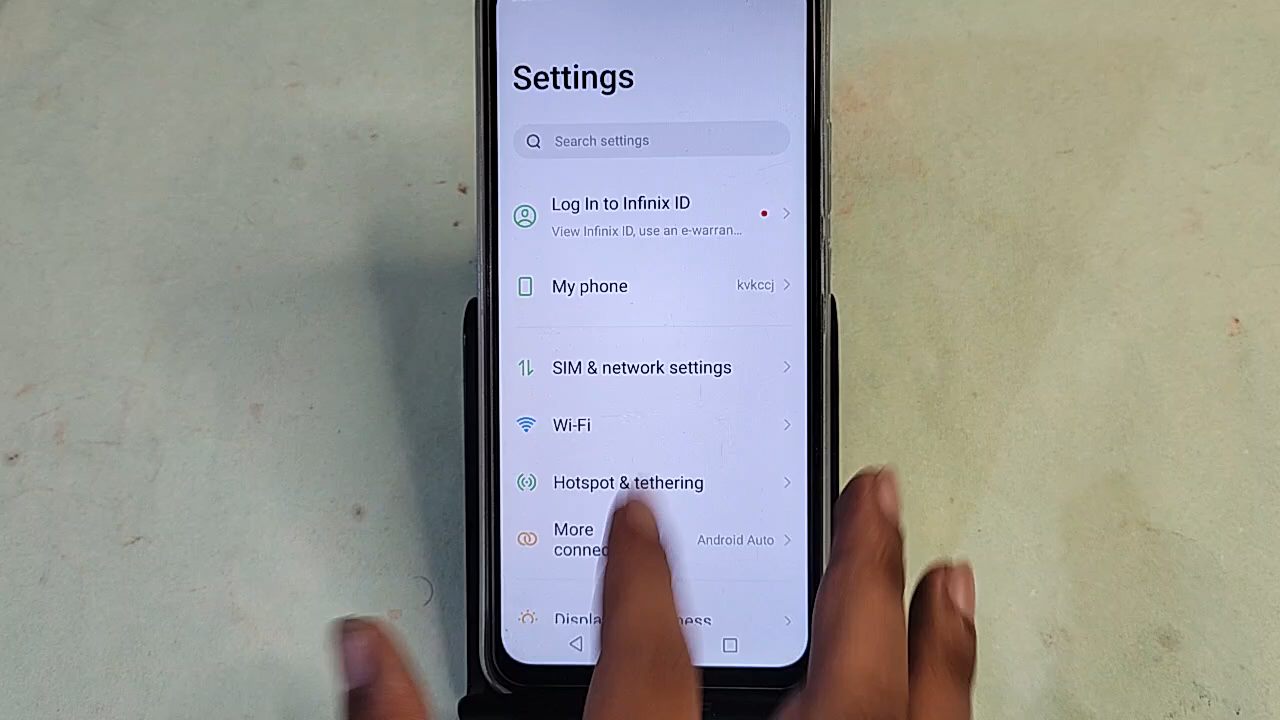 Settings
Search settings
Log In to Infinix ID
View Infinix ID, use an e-warran...
My phone
kvkccj
SIM & network settings
Wi-Fi
Hotspot & tethering
More
Android Auto